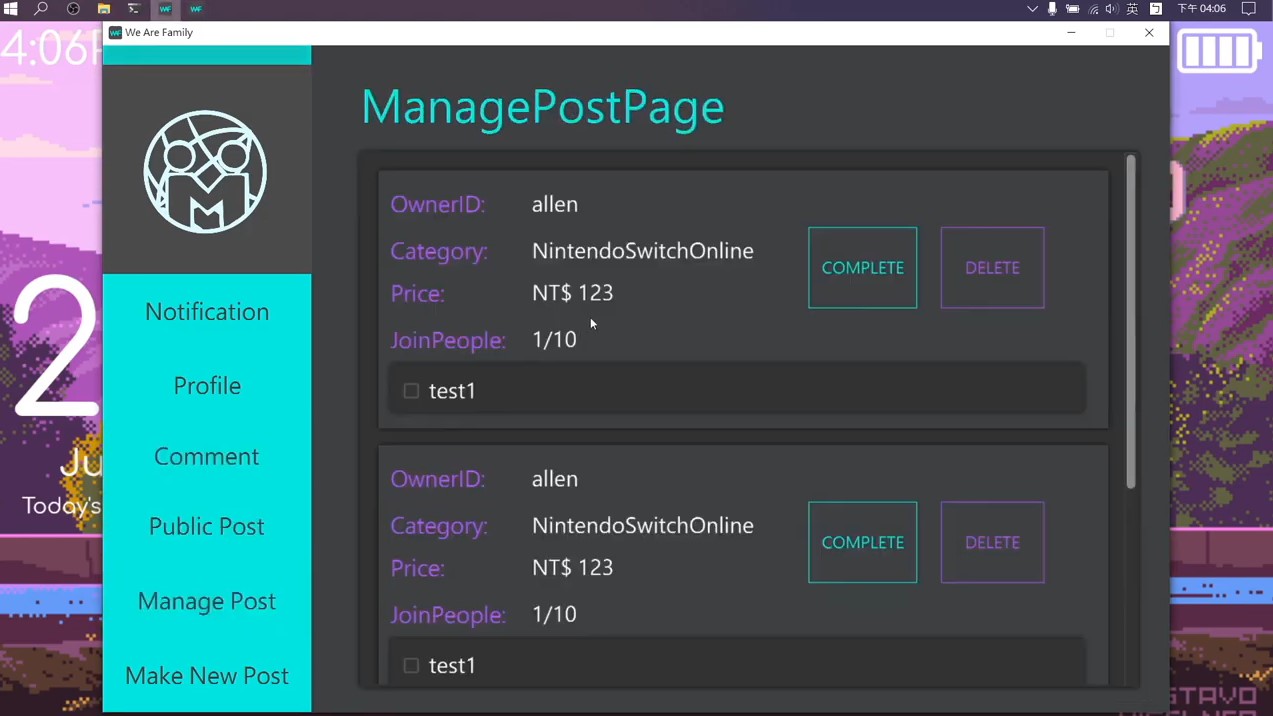 英
下午 04:06
We Are Family
4:06
ManagePostPage
OwnerID: allen
Category: NintendoSwitchOnline
Price: NT$ 123
JoinPeople: 1/10
COMPLETE
DELETE
test1
OwnerID: allen
Category: NintendoSwitchOnline
Price: NT$ 123
JoinPeople: 1/10
COMPLETE
DELETE
test1
Notification
Profile
Comment
Public Post
Manage Post
Make New Post
2
Ju
Today's